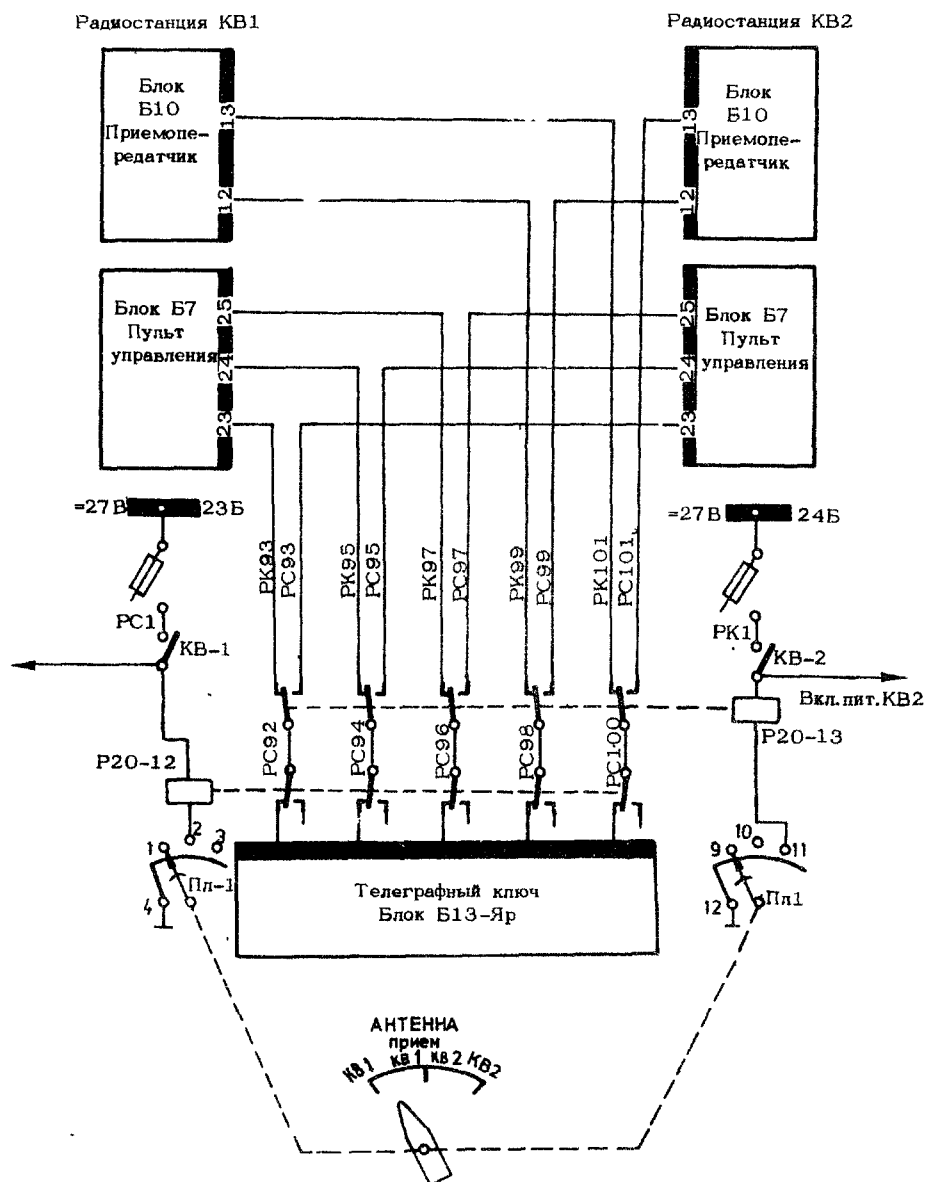 Радиостанция КВ1
Радиостанция КВ2
Блок
Б10
Приемопе-
редатчик
13
12
Блок
Б10
Приемопе-
редатчик
13
12
Блок Б7
Пульт
управления
25
24
23
Блок Б7
Пульт
управления
25
24
23
=27В
23Б
=27В
24Б
РК93
РС93
РК95
РС95
РК97
РС97
РК99
РС99
РК101
РС101
РС1
КВ-1
РК1
КВ-2
Вкл.пит.КВ2
Р20-12
Р20-13
РС92
РС94
РС96
РС98
РС100
1
2
3
4
Пл-1
9
10
11
12
Пл1
Телеграфный ключ
Блок Б13-Яр
АНТЕННА
прием
КВ1
КВ1
КВ2
КВ2